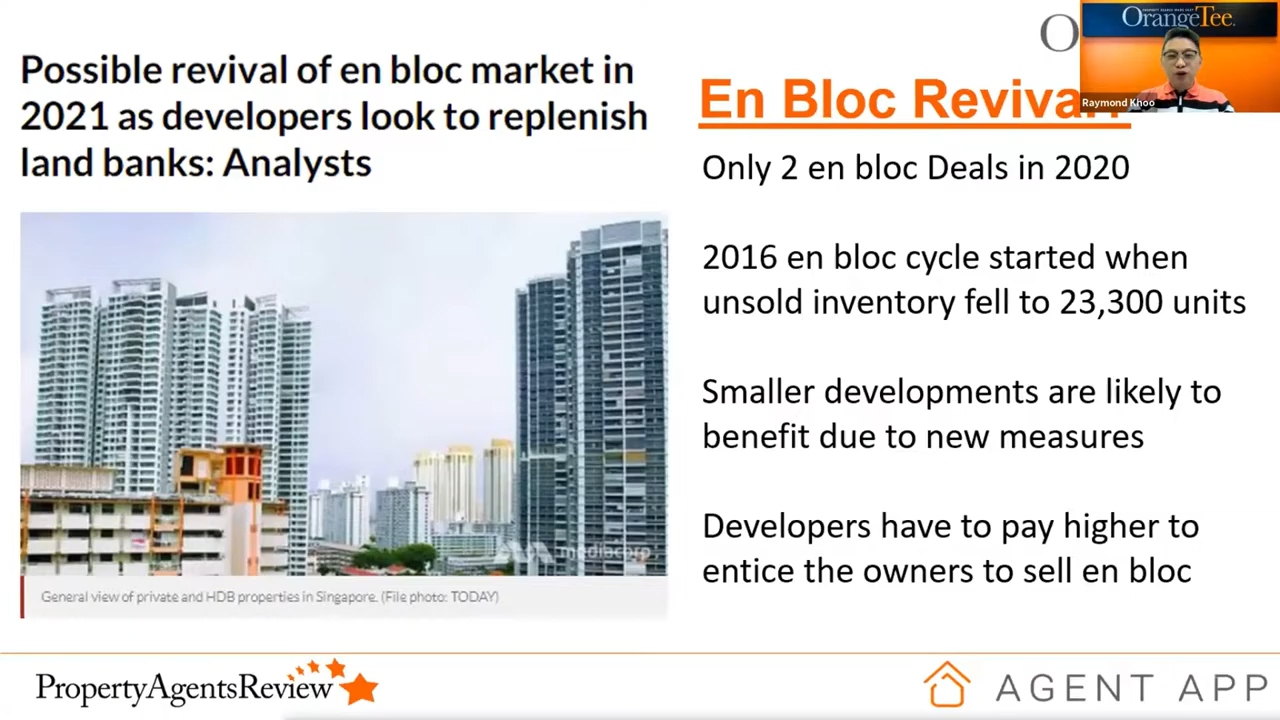 Possible revival of en bloc market in
2021 as developers look to replenish
land banks: Analysts
mediacorp
General view of private and HDB properties in Singapore. (File photo: TODAY)
OrangeTee
Raymond Khoo
En Bloc Revival
Only 2 en bloc Deals in 2020
2016 en bloc cycle started when
unsold inventory fell to 23,300 units
Smaller developments are likely to
benefit due to new measures
Developers have to pay higher to
entice the owners to sell en bloc
PropertyAgentsReview
AGENT APP